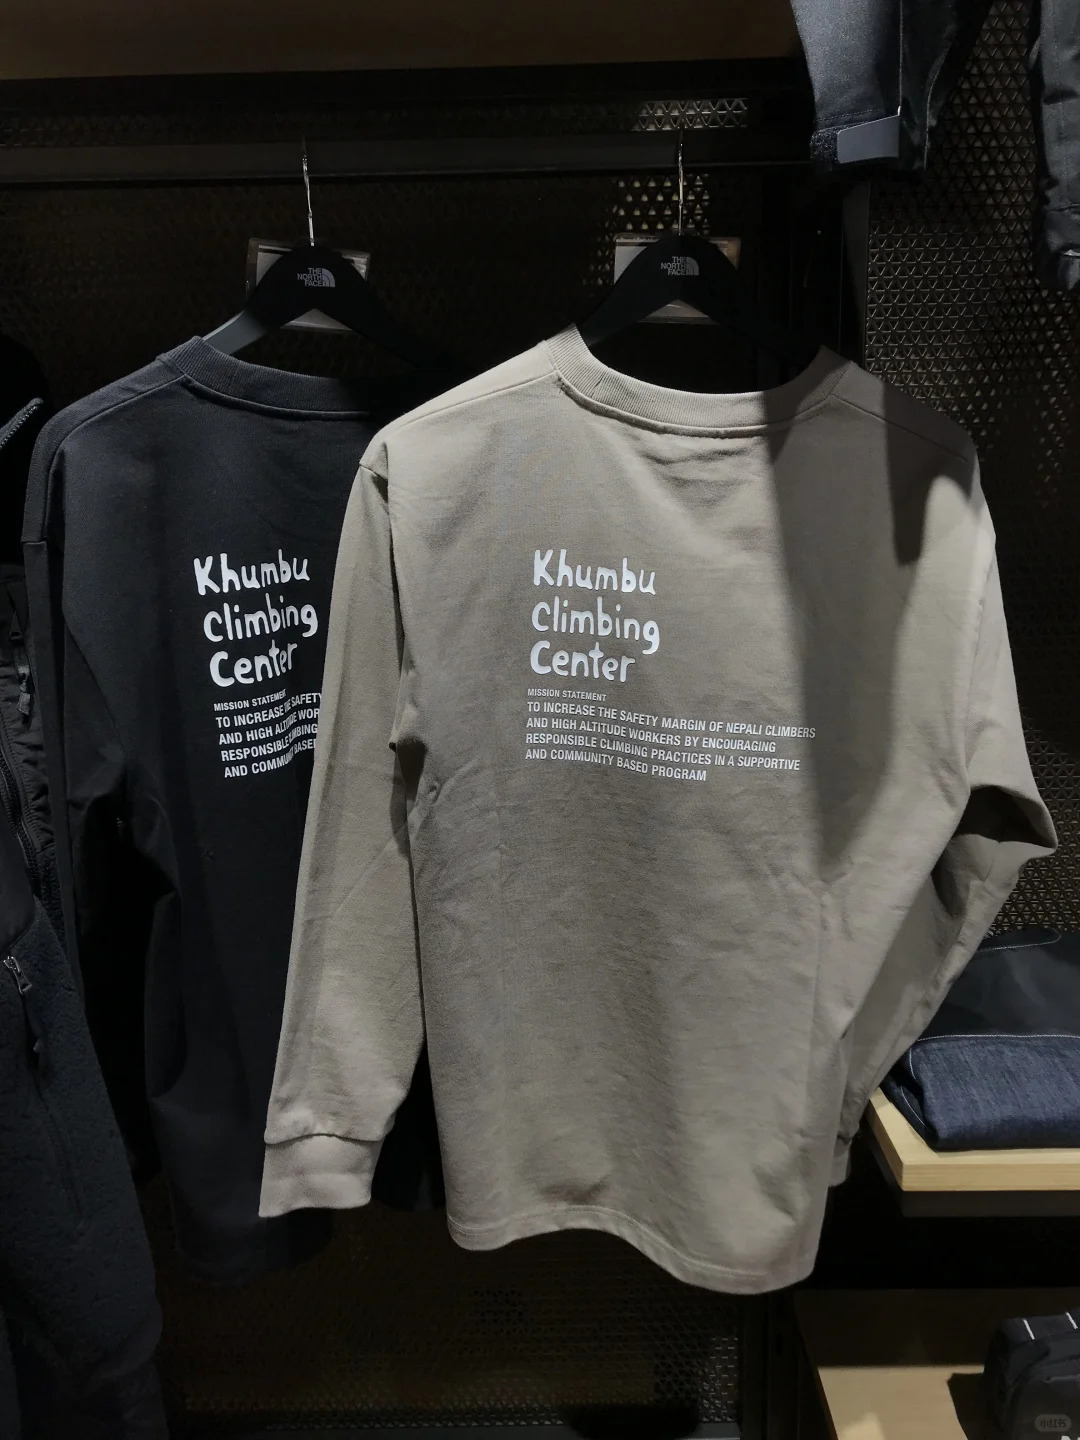 THE
NORTH
FACE
THE
NORTH
FACE
Khumbu
Climbing
Center
MISSION STATEMENT
TO INCREASE THE SAFETY
AND HIGH ALTITUDE WOR
RESPONSIBLE CLIMBING
AND COMMUNITY BASED
Khumbu
Climbing
Center
MISSION STATEMENT
TO INCREASE THE SAFETY MARGIN OF NEPALI CLIMBERS
AND HIGH ALTITUDE WORKERS BY ENCOURAGING
RESPONSIBLE CLIMBING PRACTICES IN A SUPPORTIVE
AND COMMUNITY BASED PROGRAM